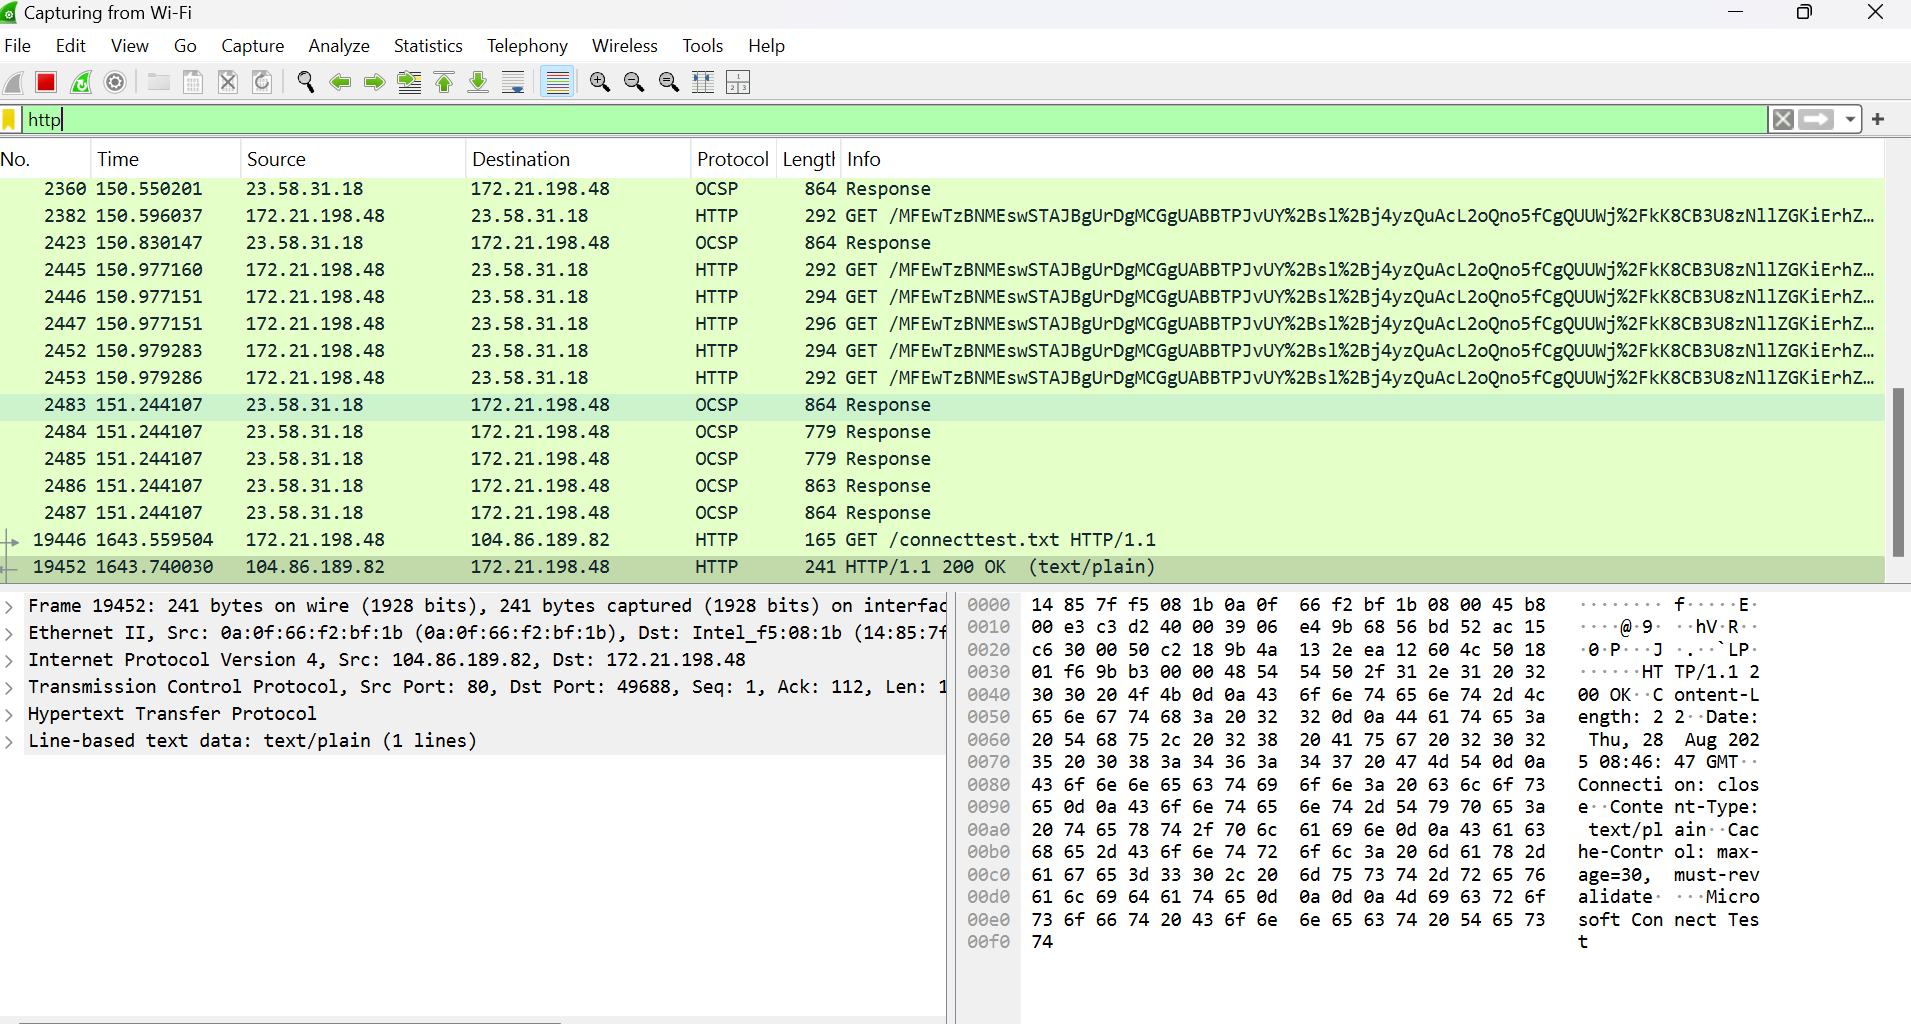 Capturing from Wi-Fi
File Edit View Go Capture Analyze Statistics Telephony Wireless Tools Help
http
No. Time Source Destination Protocol Lengtl Info
2360 150.550201 23.58.31.18 172.21.198.48 OCSP 864 Response
2382 150.596037 172.21.198.48 23.58.31.18 HTTP 292 GET /MFEwTzBNMEswSTAJBgUrDgMCGgUABBTPJvUY%2Bsl%2Bj4yzQuAcL2oQno5fCgQUUWj%2FkK8CB3U8zNllZGKiErhZ…
2423 150.830147 23.58.31.18 172.21.198.48 OCSP 864 Response
2445 150.977160 172.21.198.48 23.58.31.18 HTTP 292 GET /MFEwTzBNMEswSTAJBgUrDgMCGgUABBTPJvUY%2Bsl%2Bj4yzQuAcL2oQno5fCgQUUWj%2FkK8CB3U8zNllZGKiErhZ…
2446 150.977151 172.21.198.48 23.58.31.18 HTTP 294 GET /MFEwTzBNMEswSTAJBgUrDgMCGgUABBTPJvUY%2Bsl%2Bj4yzQuAcL2oQno5fCgQUUWj%2FkK8CB3U8zNllZGKiErhZ…
2447 150.977151 172.21.198.48 23.58.31.18 HTTP 296 GET /MFEwTzBNMEswSTAJBgUrDgMCGgUABBTPJvUY%2Bsl%2Bj4yzQuAcL2oQno5fCgQUUWj%2FkK8CB3U8zNllZGKiErhZ…
2452 150.979283 172.21.198.48 23.58.31.18 HTTP 294 GET /MFEwTzBNMEswSTAJBgUrDgMCGgUABBTPJvUY%2Bsl%2Bj4yzQuAcL2oQno5fCgQUUWj%2FkK8CB3U8zNllZGKiErhZ…
2453 150.979286 172.21.198.48 23.58.31.18 HTTP 292 GET /MFEwTzBNMEswSTAJBgUrDgMCGgUABBTPJvUY%2Bsl%2Bj4yzQuAcL2oQno5fCgQUUWj%2FkK8CB3U8zNllZGKiErhZ…
2483 151.244107 23.58.31.18 172.21.198.48 OCSP 864 Response
2484 151.244107 23.58.31.18 172.21.198.48 OCSP 779 Response
2485 151.244107 23.58.31.18 172.21.198.48 OCSP 779 Response
2486 151.244107 23.58.31.18 172.21.198.48 OCSP 863 Response
2487 151.244107 23.58.31.18 172.21.198.48 OCSP 864 Response
19446 1643.559504 172.21.198.48 104.86.189.82 HTTP 165 GET /connecttest.txt HTTP/1.1
19452 1643.740030 104.86.189.82 172.21.198.48 HTTP 241 HTTP/1.1 200 OK (text/plain)
Frame 19452: 241 bytes on wire (1928 bits), 241 bytes captured (1928 bits) on interfac
Ethernet II, Src: 0a:0f:66:f2:bf:1b (0a:0f:66:f2:bf:1b), Dst: Intel_f5:08:1b (14:85:7f
Internet Protocol Version 4, Src: 104.86.189.82, Dst: 172.21.198.48
Transmission Control Protocol, Src Port: 80, Dst Port: 49688, Seq: 1, Ack: 112, Len: 1
Hypertext Transfer Protocol
Line-based text data: text/plain (1 lines)
0000 14 85 7f f5 08 1b 0a 0f 66 f2 bf 1b 08 00 45 b8 ········ f·····E·
0010 00 e3 c3 d2 40 00 39 06 e4 9b 68 56 bd 52 ac 15 ····@·9· ··hV·R··
0020 c6 30 00 50 c2 18 9b 4a 13 2e ea 12 60 4c 50 18 ·0·P···J ·.··`LP·
0030 01 f6 9b b3 00 00 48 54 54 50 2f 31 2e 31 20 32 ······HT TP/1.1 2
0040 30 30 20 4f 4b 0d 0a 43 6f 6e 74 65 6e 74 2d 4c 00 OK··C ontent-L
0050 65 6e 67 74 68 3a 20 32 32 0d 0a 44 61 74 65 3a ength: 2 2··Date:
0060 20 54 68 75 2c 20 32 38 20 41 75 67 20 32 30 32 Thu, 28 Aug 202
0070 35 20 30 38 3a 34 36 3a 34 37 20 47 4d 54 0d 0a 5 08:46: 47 GMT··
0080 43 6f 6e 6e 65 63 74 69 6f 6e 3a 20 63 6c 6f 73 Connecti on: clos
0090 65 0d 0a 43 6f 6e 74 65 6e 74 2d 54 79 70 65 3a e··Conte nt-Type:
00a0 20 74 65 78 74 2f 70 6c 61 69 6e 0d 0a 43 61 63 text/pl ain··Cac
00b0 68 65 2d 43 6f 6e 74 72 6f 6c 3a 20 6d 61 78 2d he-Contr ol: max-
00c0 61 67 65 3d 33 30 2c 20 6d 75 73 74 2d 72 65 76 age=30, must-rev
00d0 61 6c 69 64 61 74 65 0d 0a 0d 0a 4d 69 63 72 6f alidate· ···Micro
00e0 73 6f 66 74 20 43 6f 6e 6e 65 63 74 20 54 65 73 soft Con nect Tes
00f0 74 t